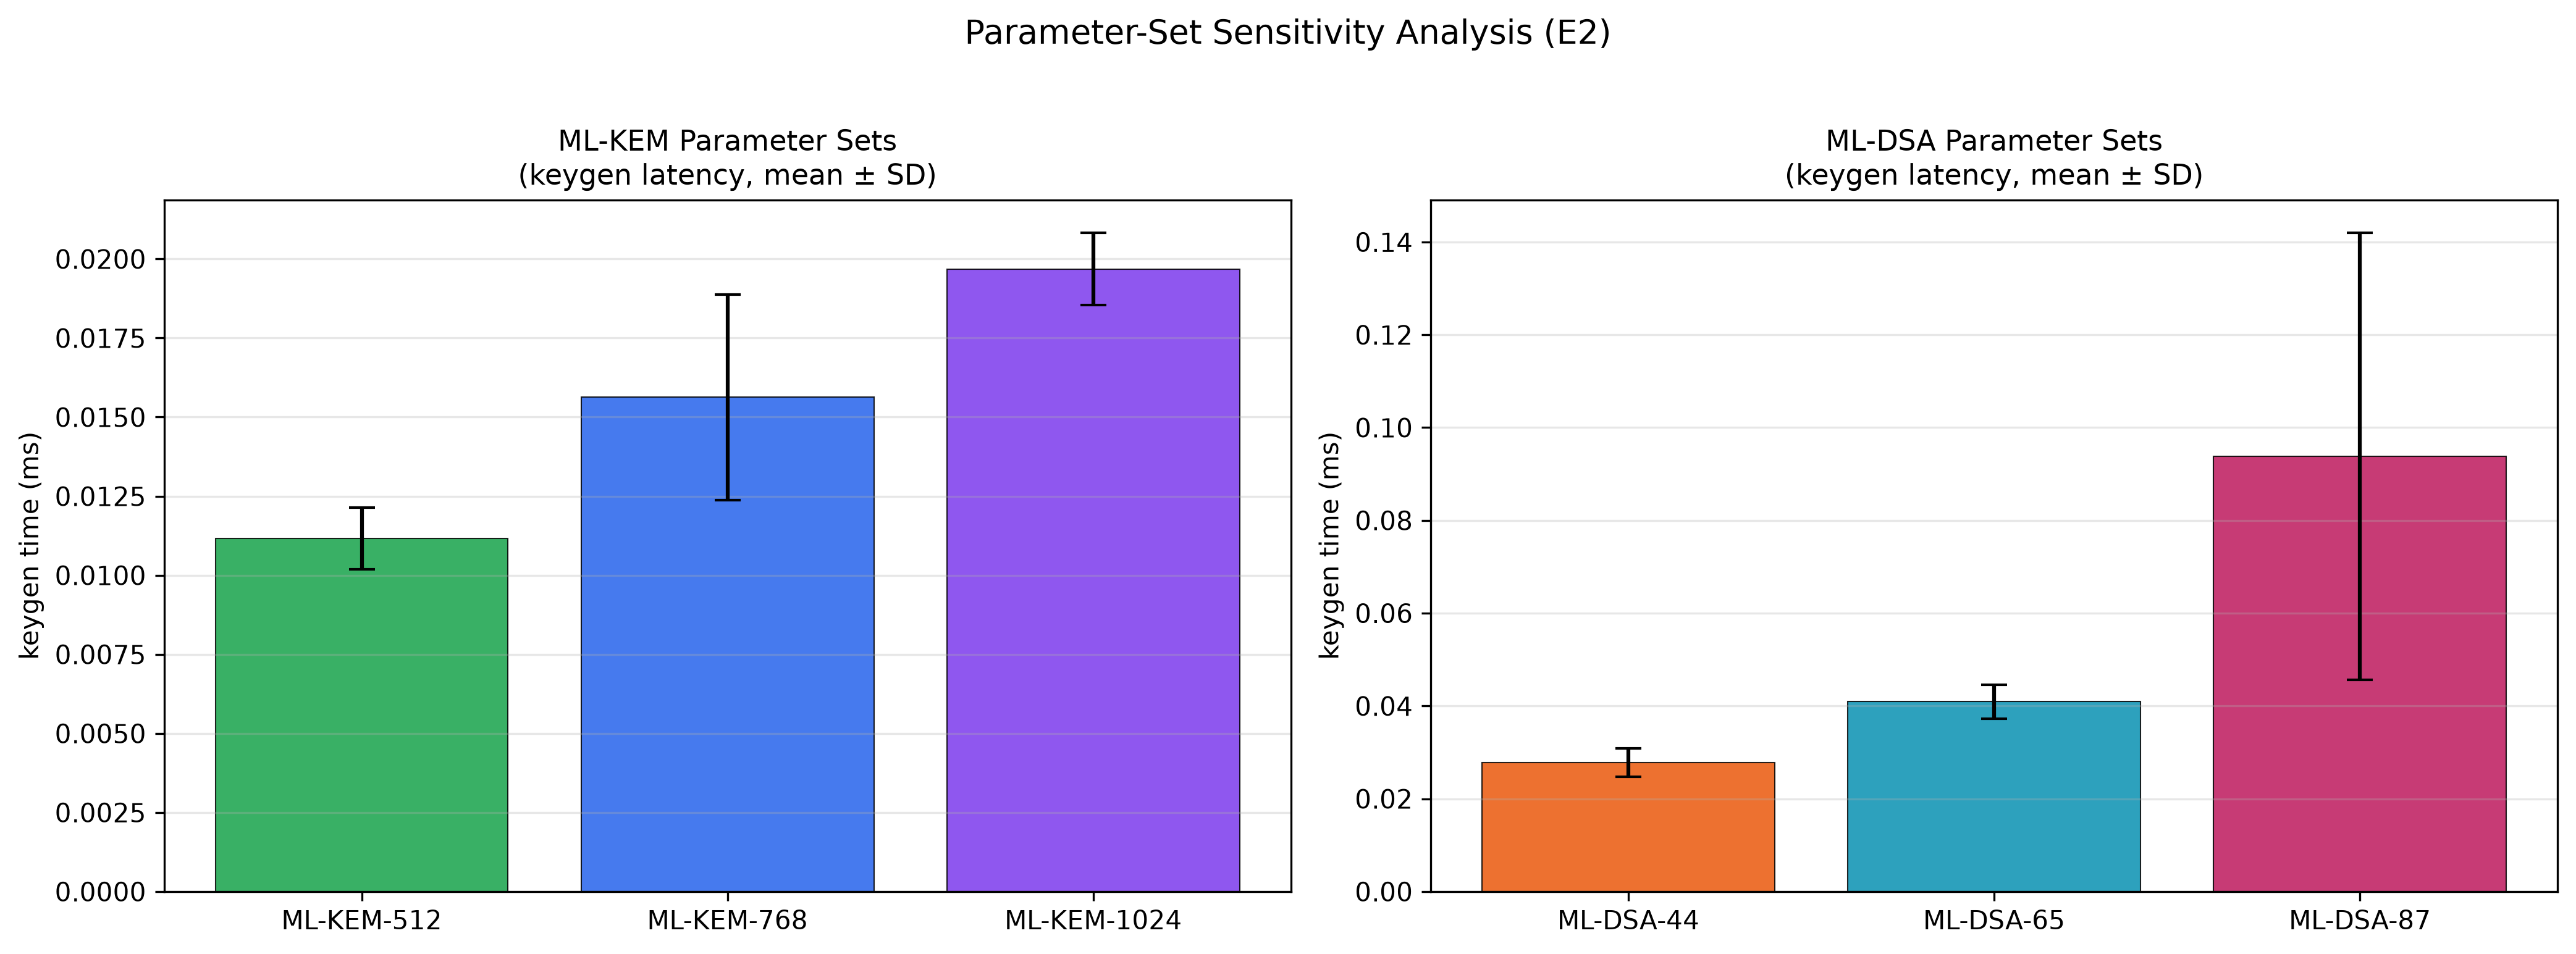 Parameter-Set Sensitivity Analysis (E2)
ML-KEM Parameter Sets
(keygen latency, mean ± SD)
keygen time (ms)
0.0200
0.0175
0.0150
0.0125
0.0100
0.0075
0.0050
0.0025
0.0000
ML-KEM-512
ML-KEM-768
ML-KEM-1024
ML-DSA Parameter Sets
(keygen latency, mean ± SD)
keygen time (ms)
0.14
0.12
0.10
0.08
0.06
0.04
0.02
0.00
ML-DSA-44
ML-DSA-65
ML-DSA-87